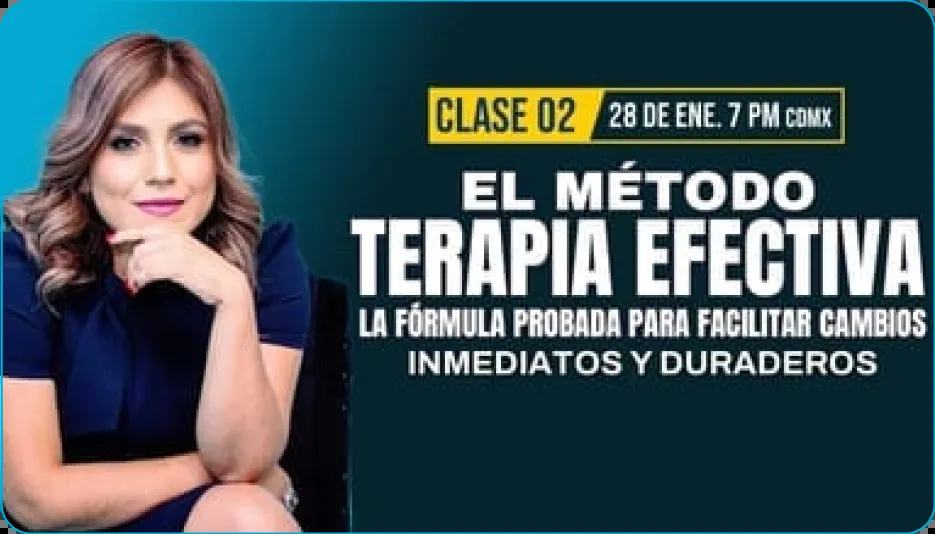 CLASE 02 28 DE ENE. 7 PM CDMX
EL MÉTODO
TERAPIA EFECTIVA
LA FÓRMULA PROBADA PARA FACILITAR CAMBIOS
INMEDIATOS Y DURADEROS